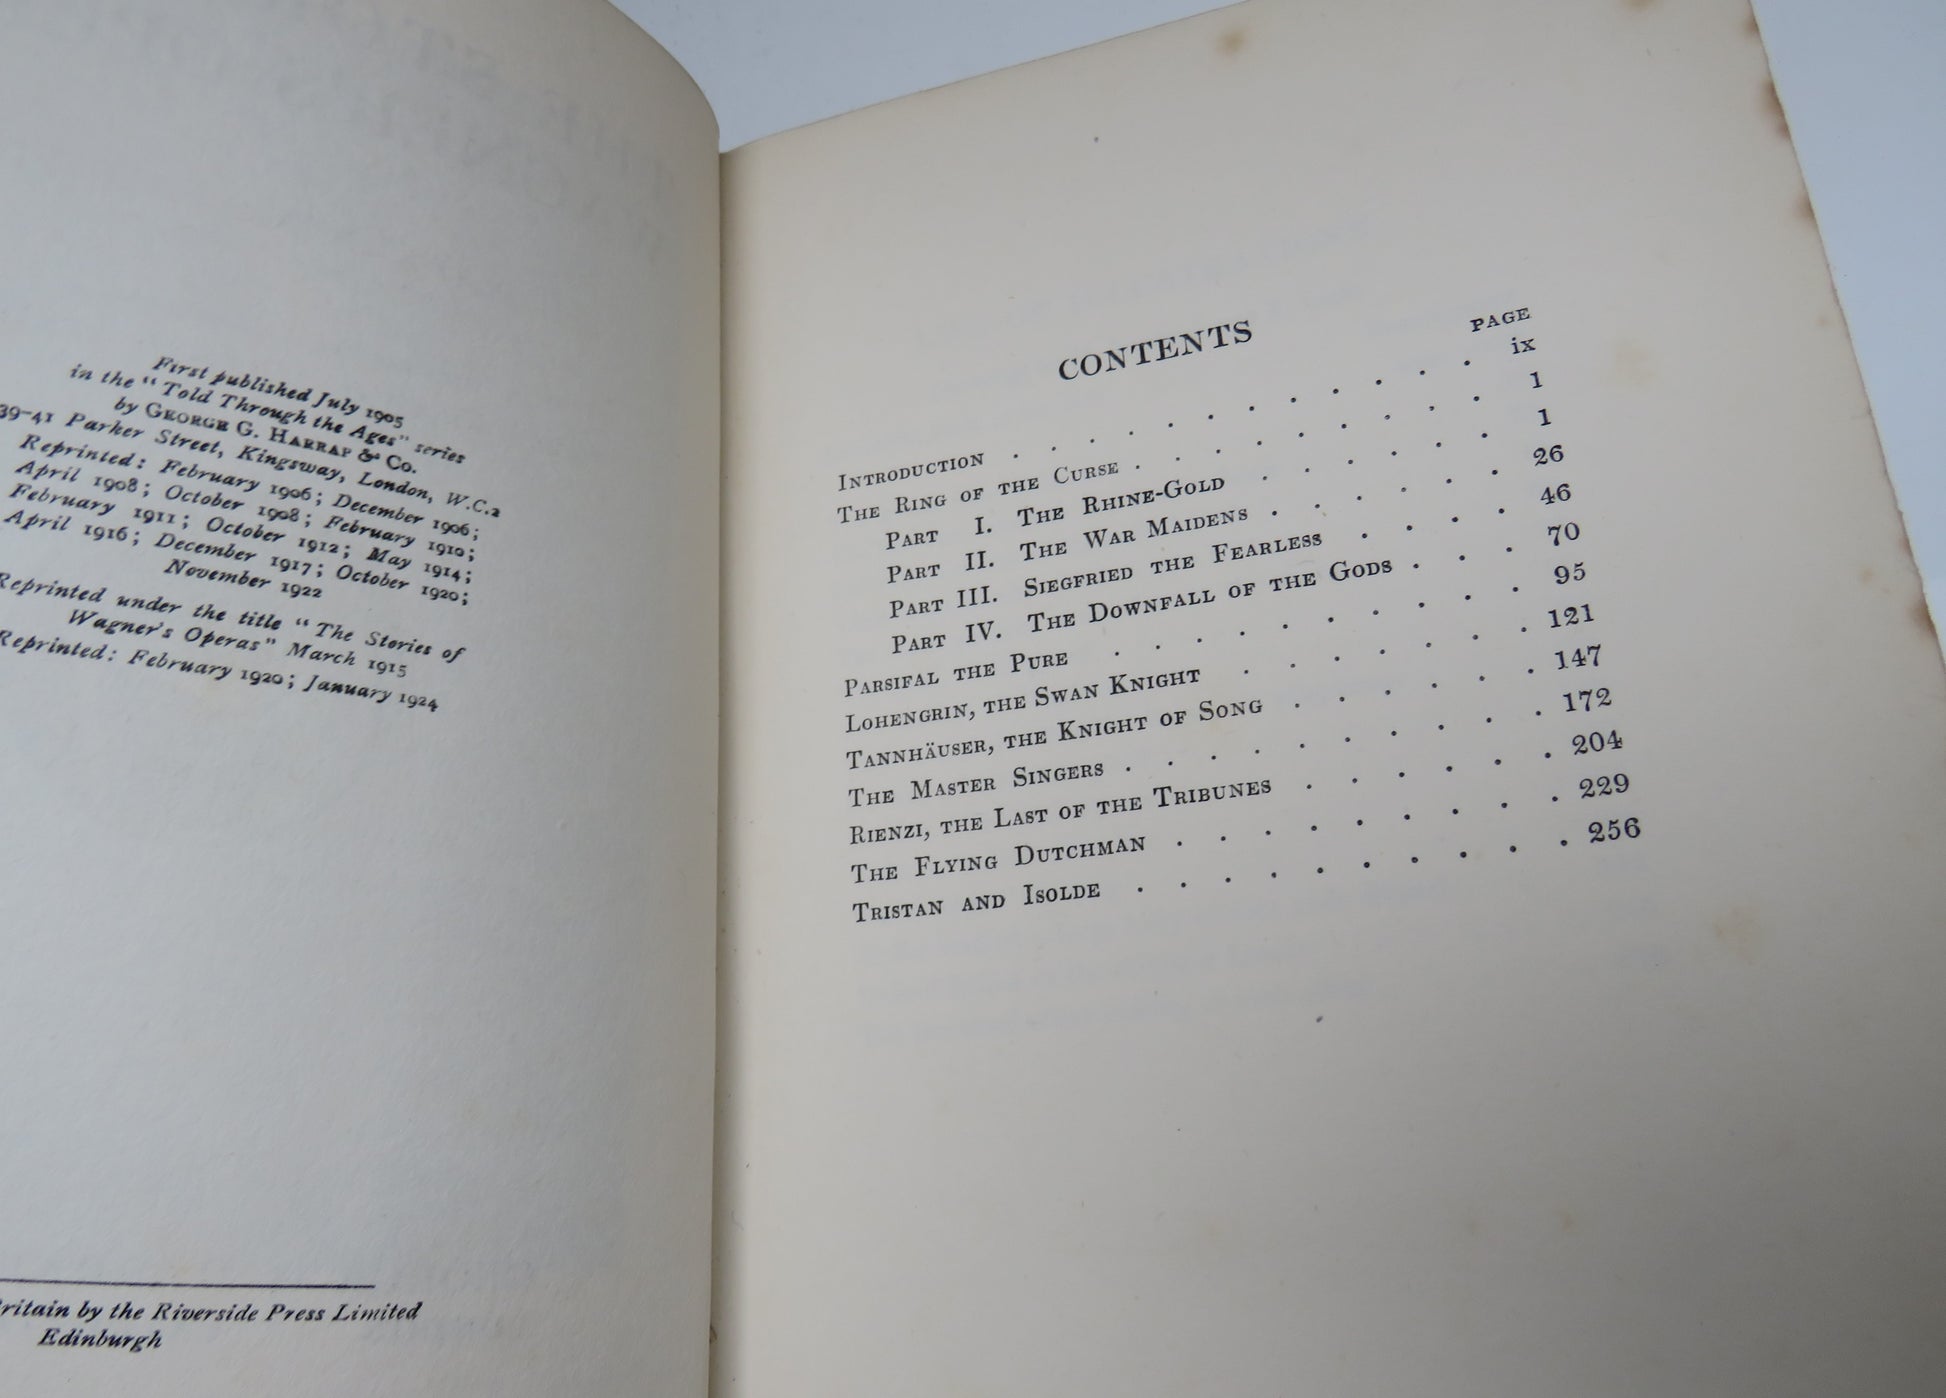 First published July 1905
in the "Told Through the Ages" series
by GEORGE G. HARRAP & Co.
39-41 Parker Street, Kingsway, London, W.C.2
Reprinted: February 1906; December 1906;
April 1908; October 1908; February 1910;
February 1911; October 1912; May 1914;
April 1916; December 1917; October 1920;
November 1922
Reprinted under the title "The Stories of
Wagner's Operas" March 1915
Reprinted: February 1920; January 1924
Britain by the Riverside Press Limited
Edinburgh
CONTENTS
PAGE
INTRODUCTION . . . . . . . . . . . ix
THE RING OF THE CURSE . . . . . . . . 1
PART I. THE RHINE-GOLD . . . . . . 1
PART II. THE WAR MAIDENS . . . . . . 26
PART III. SIEGFRIED THE FEARLESS . . . . 46
PART IV. THE DOWNFALL OF THE GODS . . . 70
PARSIFAL THE PURE . . . . . . . . . 95
LOHENGRIN, THE SWAN KNIGHT . . . . . . . 121
TANNHÄUSER, THE KNIGHT OF SONG . . . . . . 147
THE MASTER SINGERS . . . . . . . . . . 172
RIENZI, THE LAST OF THE TRIBUNES . . . . . . 204
THE FLYING DUTCHMAN . . . . . . . . . 229
TRISTAN AND ISOLDE . . . . . . . . . . 256